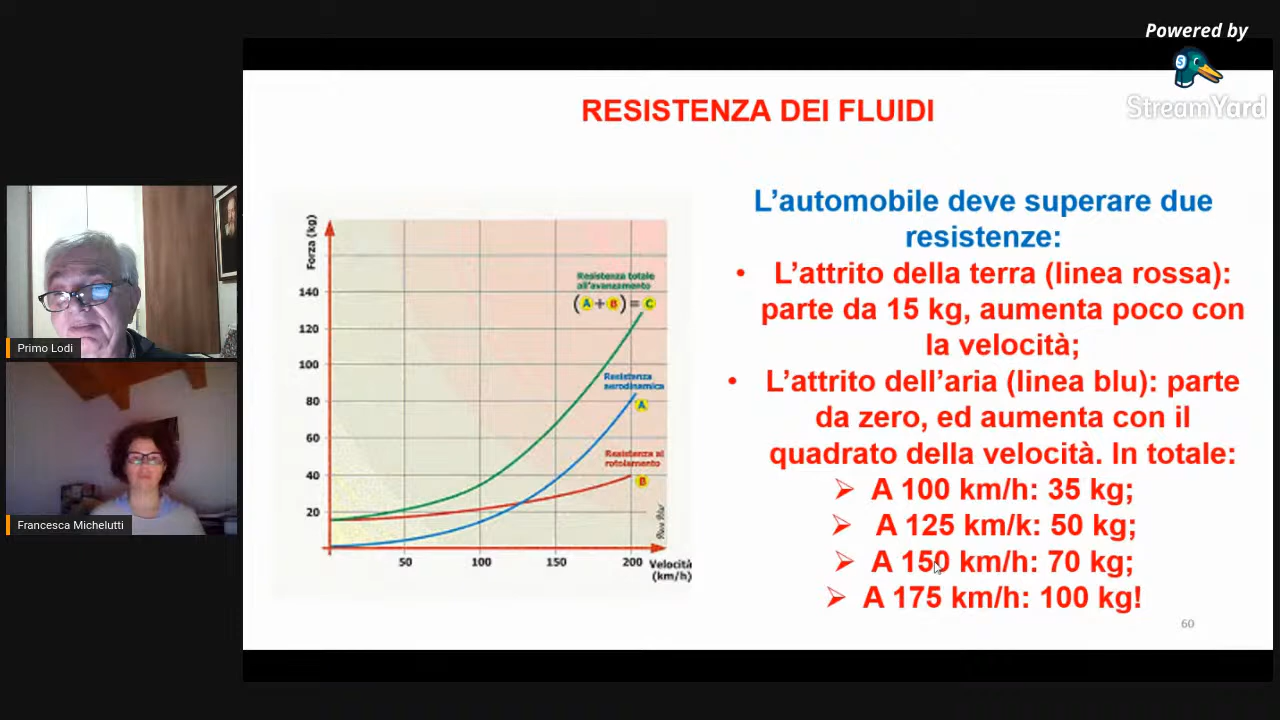 Powered by
StreamYard
RESISTENZA DEI FLUIDI
L'automobile deve superare due
resistenze:
• L'attrito della terra (linea rossa):
parte da 15 kg, aumenta poco con
la velocità;
• L'attrito dell'aria (linea blu): parte
da zero, ed aumenta con il
quadrato della velocità. In totale:
➢ A 100 km/h: 35 kg;
➢ A 125 km/k: 50 kg;
➢ A 150 km/h: 70 kg;
➢ A 175 km/h: 100 kg!
60
Forza (kg)
140
120
100
80
60
40
20
50 100 150 200
Velocità
(km/h)
Resistenza totale
all'avanzamento
(A+B) = C
Resistenza
aerodinamica
A
Resistenza al
rotolamento
B
Primo Lodi
Francesca Michelutti